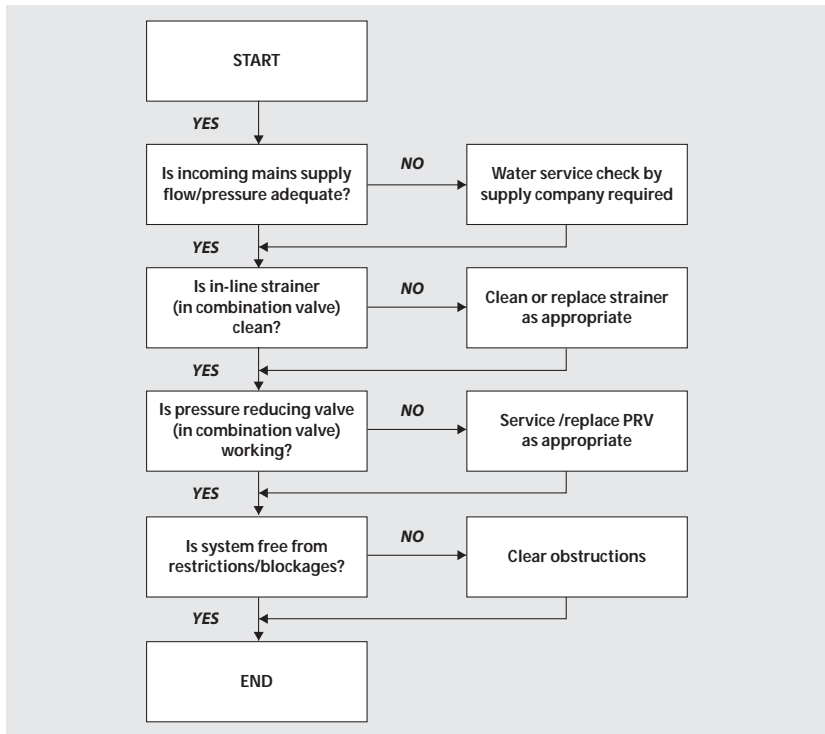 START
YES
Is incoming mains supply
flow/pressure adequate?
NO
Water service check by
supply company required
YES
Is in-line strainer
(in combination valve)
clean?
NO
Clean or replace strainer
as appropriate
YES
Is pressure reducing valve
(in combination valve)
working?
NO
Service /replace PRV
as appropriate
YES
Is system free from
restrictions/blockages?
NO
Clear obstructions
YES
END